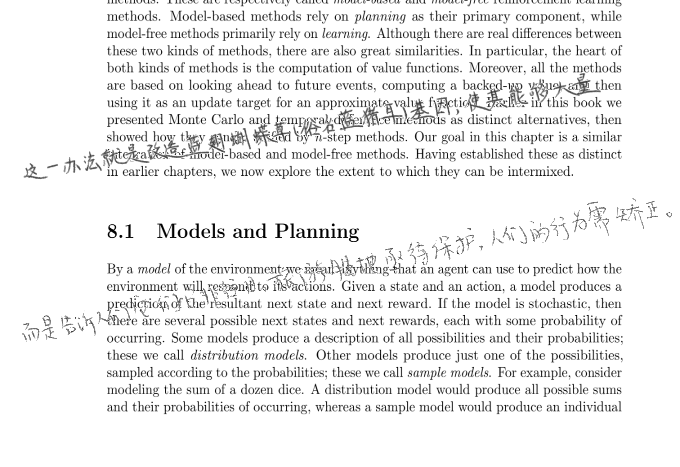 methods. These are respectively called model-based and model-free reinforcement learning
methods. Model-based methods rely on planning as their primary component, while
model-free methods primarily rely on learning. Although there are real differences between
these two kinds of methods, there are also great similarities. In particular, the heart of
both kinds of methods is the computation of value functions. Moreover, all the methods
are based on looking ahead to future events, computing a backed-up value, and then
using it as an update target for an approximate value function. Earlier in this book we
presented Monte Carlo and temporal-difference methods as distinct alternatives, then
showed how they can be unified by n-step methods. Our goal in this chapter is a similar
integration of model-based and model-free methods. Having established these as distinct
in earlier chapters, we now explore the extent to which they can be intermixed.
这一办法就是改造蓝翅蝴蝶草(俗名蓝猪耳)基因,使其能够大量
8.1 Models and Planning
By a model of the environment we mean anything that an agent can use to predict how the
environment will respond to its actions. Given a state and an action, a model produces a
prediction of the resultant next state and next reward. If the model is stochastic, then
there are several possible next states and next rewards, each with some probability of
occurring. Some models produce a description of all possibilities and their probabilities;
these we call distribution models. Other models produce just one of the possibilities,
sampled according to the probabilities; these we call sample models. For example, consider
modeling the sum of a dozen dice. A distribution model would produce all possible sums
and their probabilities of occurring, whereas a sample model would produce an individual
而是告诉人们 亟待保护,人们的行为需要矫正。